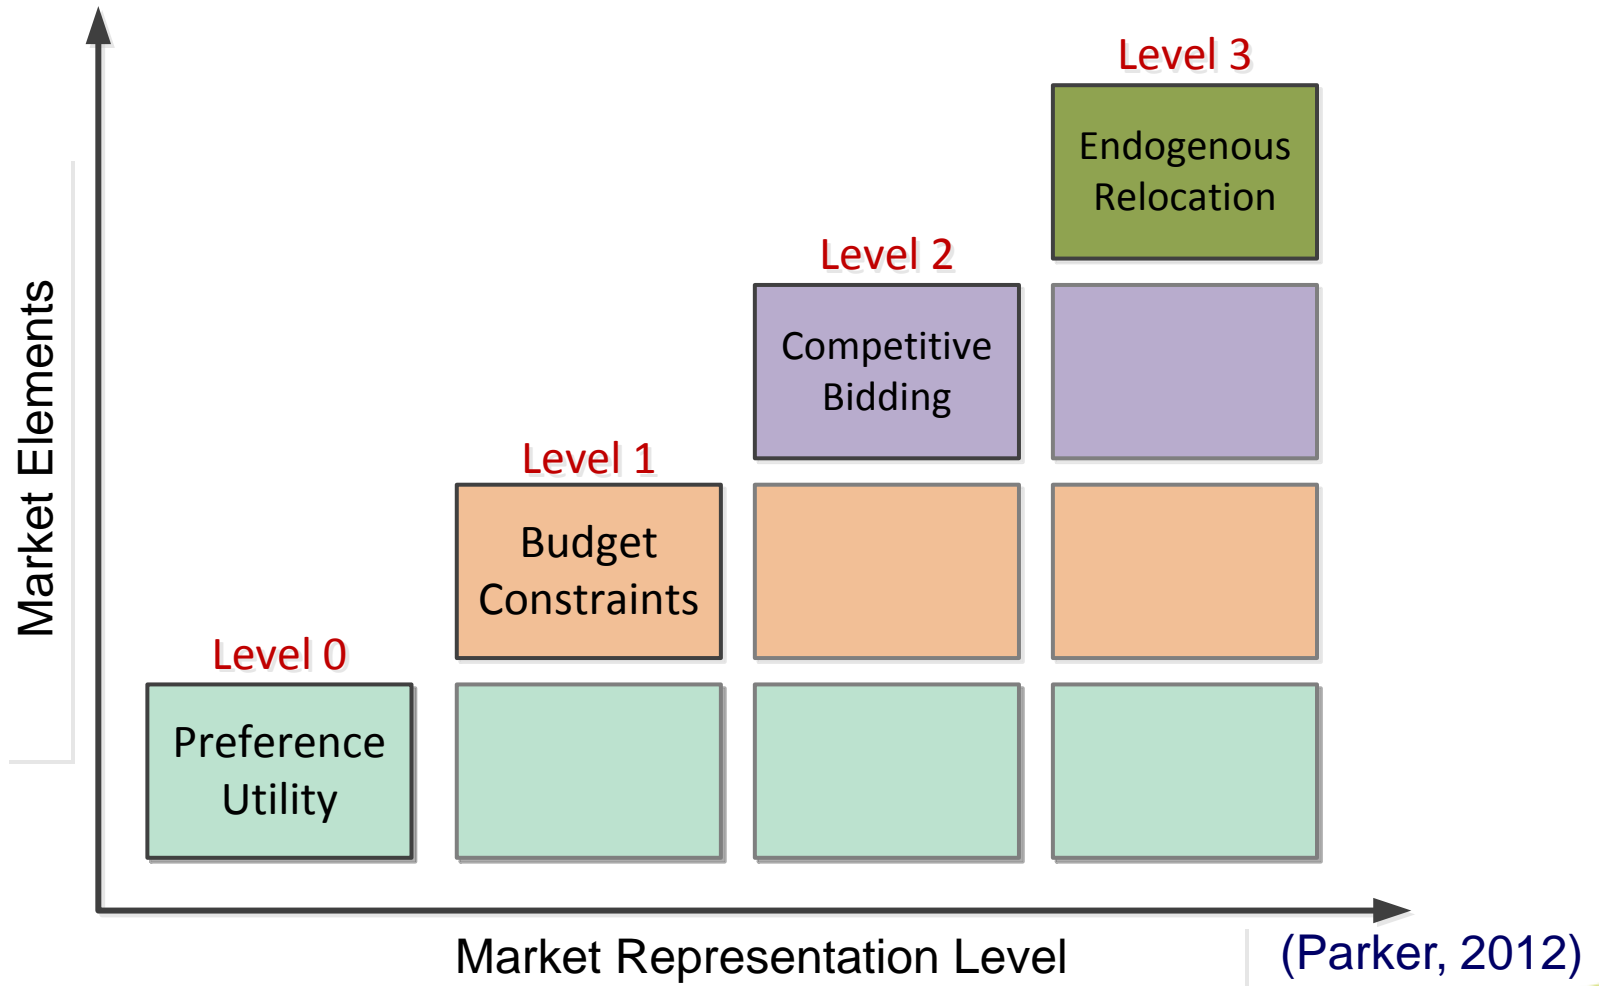 Level 3
Endogenous
Relocation
Level 2
Competitive
Bidding
Level 1
Budget
Constraints
Level 0
Preference
Utility
Market Elements
Market Representation Level
(Parker, 2012)